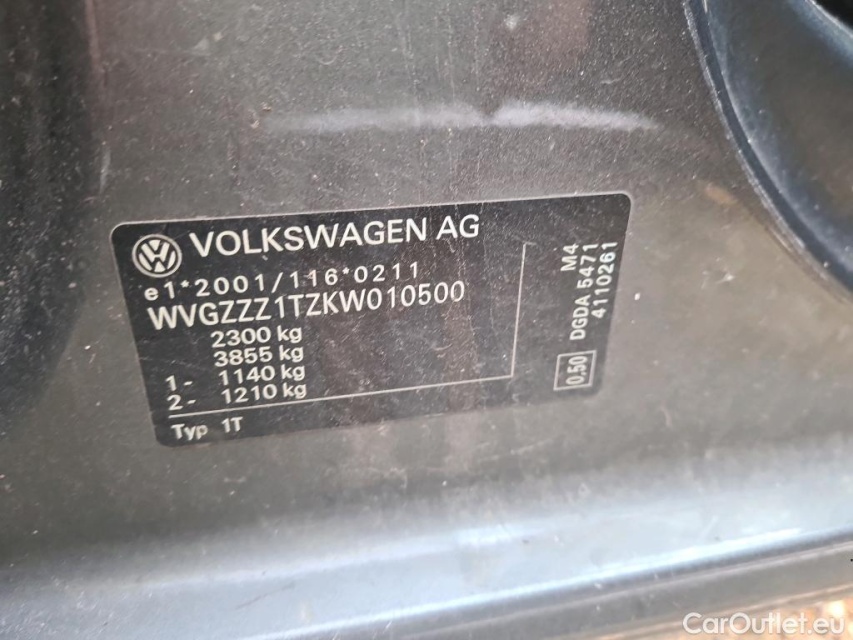 VOLKSWAGEN AG
e1*2001/116*0211
WVGZZZ1TZKW010500
2300 kg
3855 kg
1- 1140 kg
2- 1210 kg
Typ 1T
M4
DGDA 5471
4110261
0,50
CarOutlet.eu